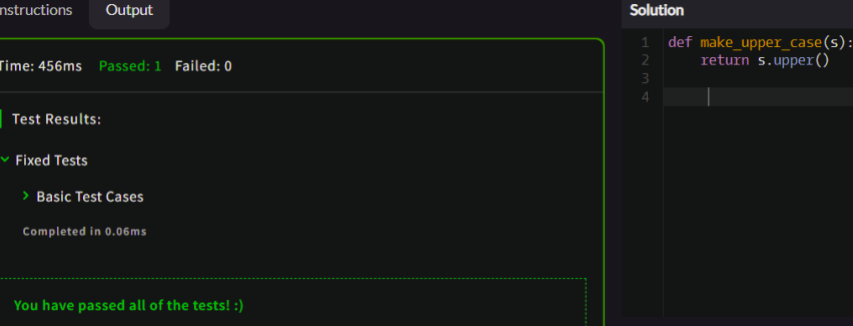 nstructions
Output
Time: 456ms Passed: 1 Failed: 0
Test Results:
Fixed Tests
Basic Test Cases
Completed in 0.06ms
You have passed all of the tests! :)
Solution
1 def make_upper_case(s):
2 return s.upper()
3
4